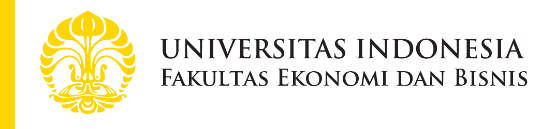 UNIVERSITAS INDONESIA
FAKULTAS EKONOMI DAN BISNIS